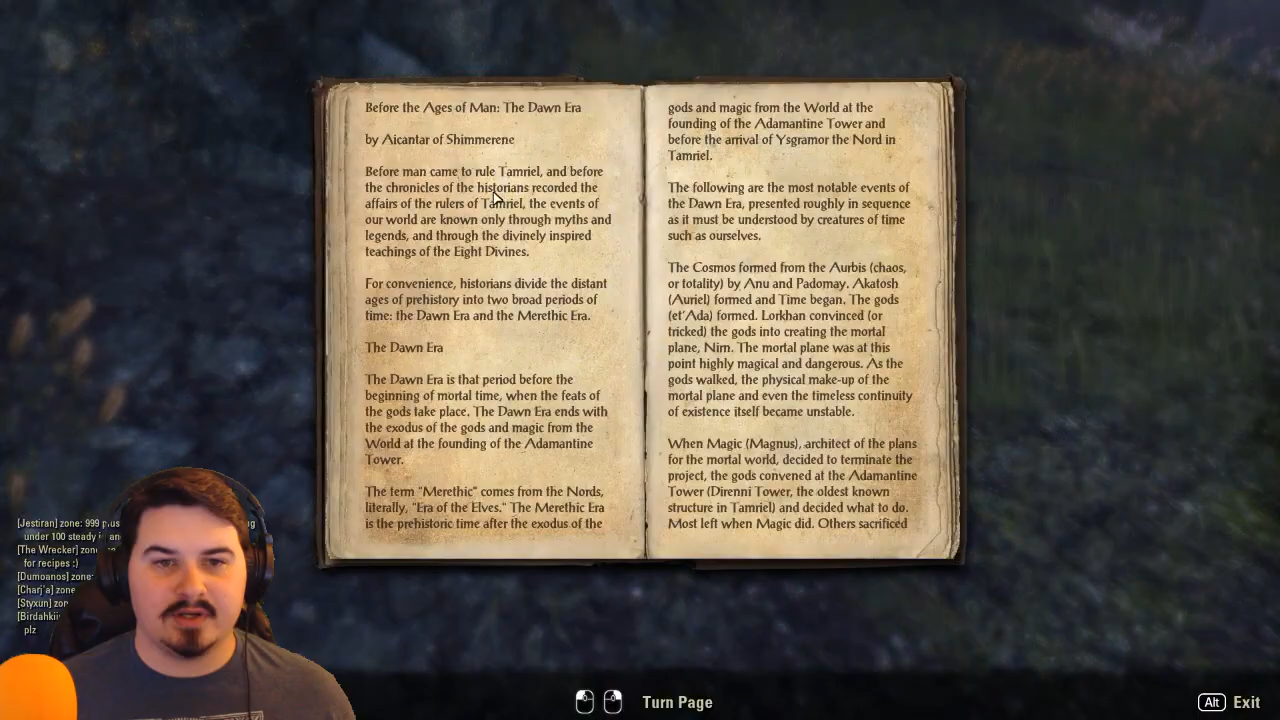 Before the Ages of Man: The Dawn Era
by Aicantar of Shimmerene
Before man came to rule Tamriel, and before
the chronicles of the historians recorded the
affairs of the rulers of Tamriel, the events of
our world are known only through myths and
legends, and through the divinely inspired
teachings of the Eight Divines.
For convenience, historians divide the distant
ages of prehistory into two broad periods of
time: the Dawn Era and the Merethic Era.
The Dawn Era
The Dawn Era is that period before the
beginning of mortal time, when the feats of
the gods take place. The Dawn Era ends with
the exodus of the gods and magic from the
World at the founding of the Adamantine
Tower.
The term "Merethic" comes from the Nords,
literally, "Era of the Elves." The Merethic Era
is the prehistoric time after the exodus of the
gods and magic from the World at the
founding of the Adamantine Tower and
before the arrival of Ysgramor the Nord in
Tamriel.
The following are the most notable events of
the Dawn Era, presented roughly in sequence
as it must be understood by creatures of time
such as ourselves.
The Cosmos formed from the Aurbis (chaos,
or totality) by Anu and Padomay. Akatosh
(Auriel) formed and Time began. The gods
(et'Ada) formed. Lorkhan convinced (or
tricked) the gods into creating the mortal
plane, Nirn. The mortal plane was at this
point highly magical and dangerous. As the
gods walked, the physical make-up of the
mortal plane and even the timeless continuity
of existence itself became unstable.
When Magic (Magnus), architect of the plans
for the mortal world, decided to terminate the
project, the gods convened at the Adamantine
Tower (Direnni Tower, the oldest known
structure in Tamriel) and decided what to do.
Most left when Magic did. Others sacrificed
[Jestiran] zone: 999 plus
under 100 steady
[The Wrecker] zone
for recipes :)
[Dumoanos] zone:
[Charj'a] zone
[Styxun] zon
[Birdahkii
plz
Turn Page
Alt Exit